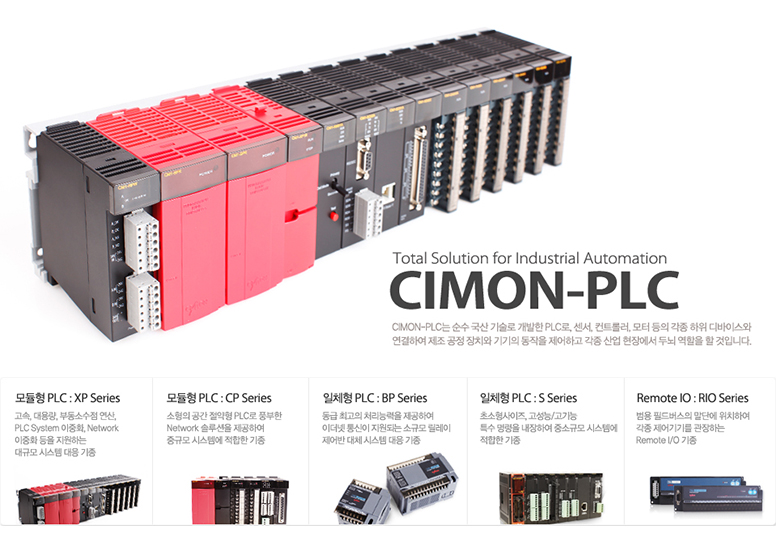 Total Solution for Industrial Automation
CIMON-PLC
CIMON-PLC는 순수 국산 기술로 개발한 PLC로, 센서, 컨트롤러, 모터 등의 각종 하위 디바이스와
연결하여 제조 공정 장치와 기기의 동작을 제어하고 각종 산업 현장에서 두뇌 역할을 할 것입니다.
모듈형 PLC : XP Series
고속, 대용량, 부동소수점 연산,
PLC System 이중화, Network
이중화 등을 지원하는
대규모 시스템 대응 기종
모듈형 PLC : CP Series
소형의 공간 절약형 PLC로 풍부한
Network 솔루션을 제공하여
중규모 시스템에 적합한 기종
일체형 PLC : BP Series
동급 최고의 처리능력을 제공하여
이더넷 통신이 지원되는 소규모 릴레이
제어반 대체 시스템 대응 기종
일체형 PLC : S Series
초소형사이즈, 고성능/고기능
특수 명령을 내장하여 중소규모 시스템에
적합한 기종
Remote IO : RIO Series
범용 필드버스의 말단에 위치하여
각종 제어기기를 관장하는
Remote I/O 기종